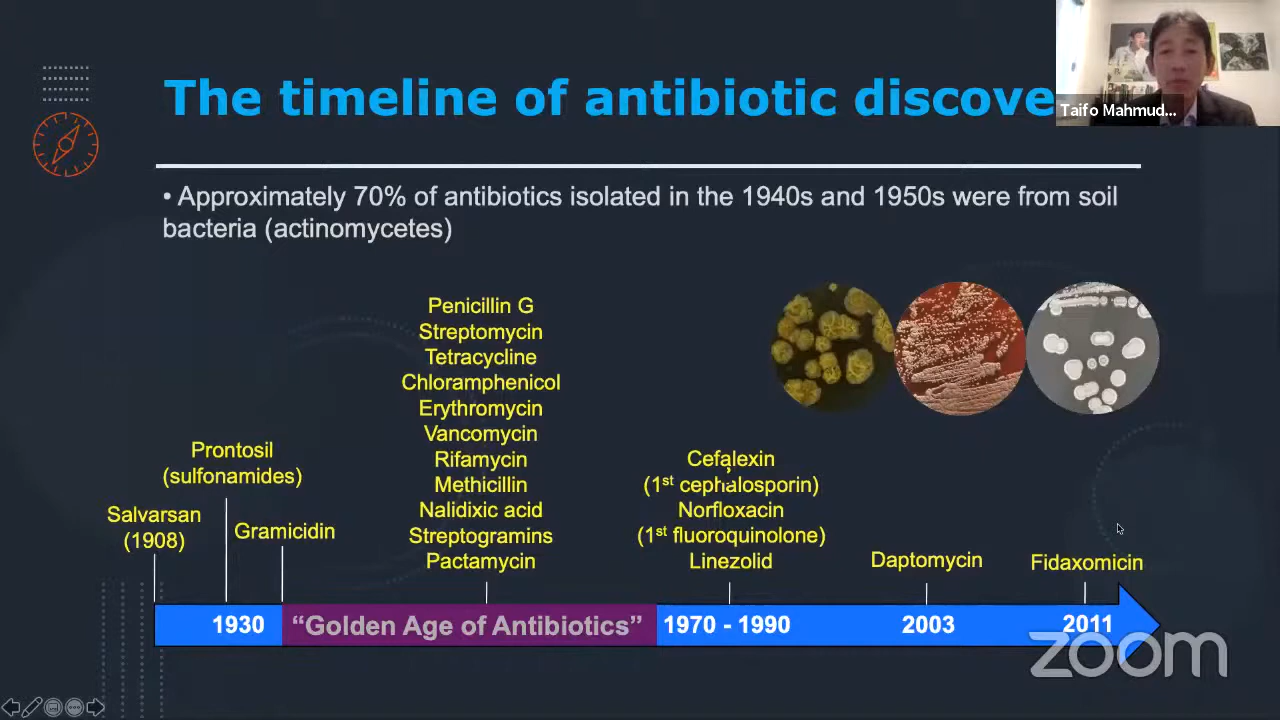 The timeline of antibiotic discove
Taifo Mahmud...
• Approximately 70% of antibiotics isolated in the 1940s and 1950s were from soil
bacteria (actinomycetes)
Penicillin G
Streptomycin
Tetracycline
Chloramphenicol
Erythromycin
Vancomycin
Rifamycin
Methicillin
Nalidixic acid
Streptogramins
Pactamycin
Prontosil
(sulfonamides)
Salvarsan
(1908)
Gramicidin
Cefalexin
(1st cephalosporin)
Norfloxacin
(1st fluoroquinolone)
Linezolid
Daptomycin
Fidaxomicin
1930
“Golden Age of Antibiotics”
1970 - 1990
2003
2011
zoom